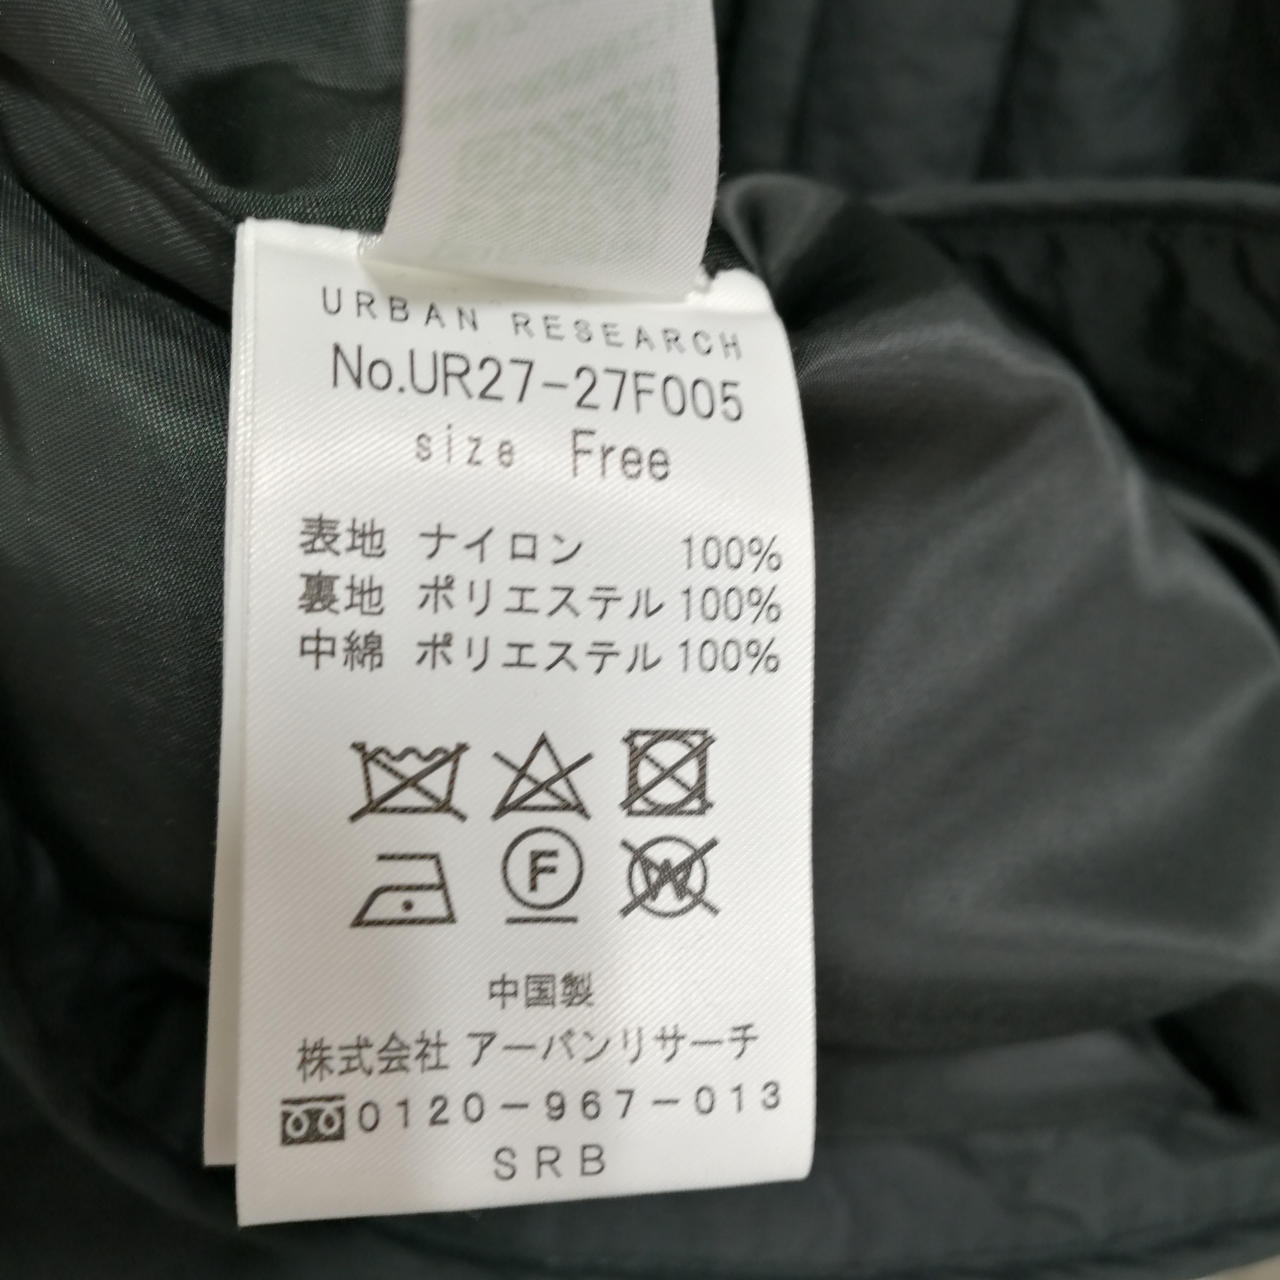 URBAN RESEARCH
No.UR27-27F005
size Free
表地 ナイロン 100%
裏地 ポリエステル 100%
中綿 ポリエステル 100%
F
W
中国製
株式会社 アーバンリサーチ
0120-967-013
SRB